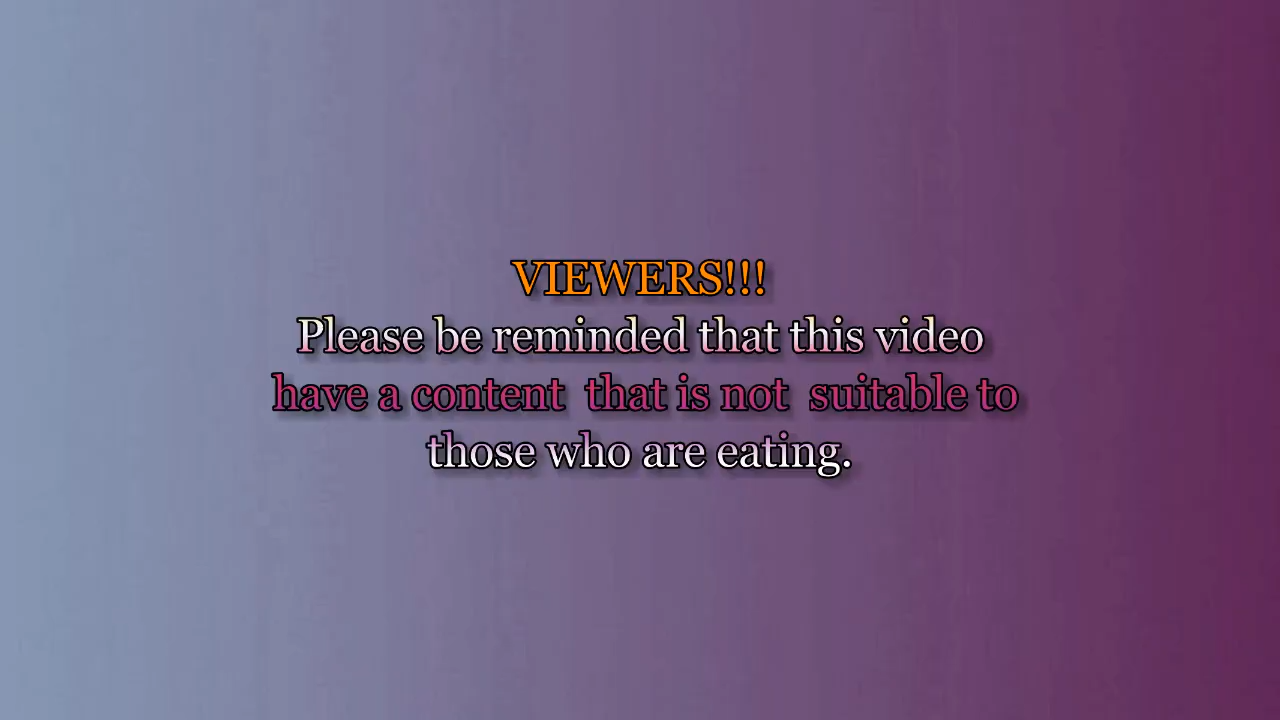 VIEWERS!!!
Please be reminded that this video
have a content that is not suitable to
those who are eating.